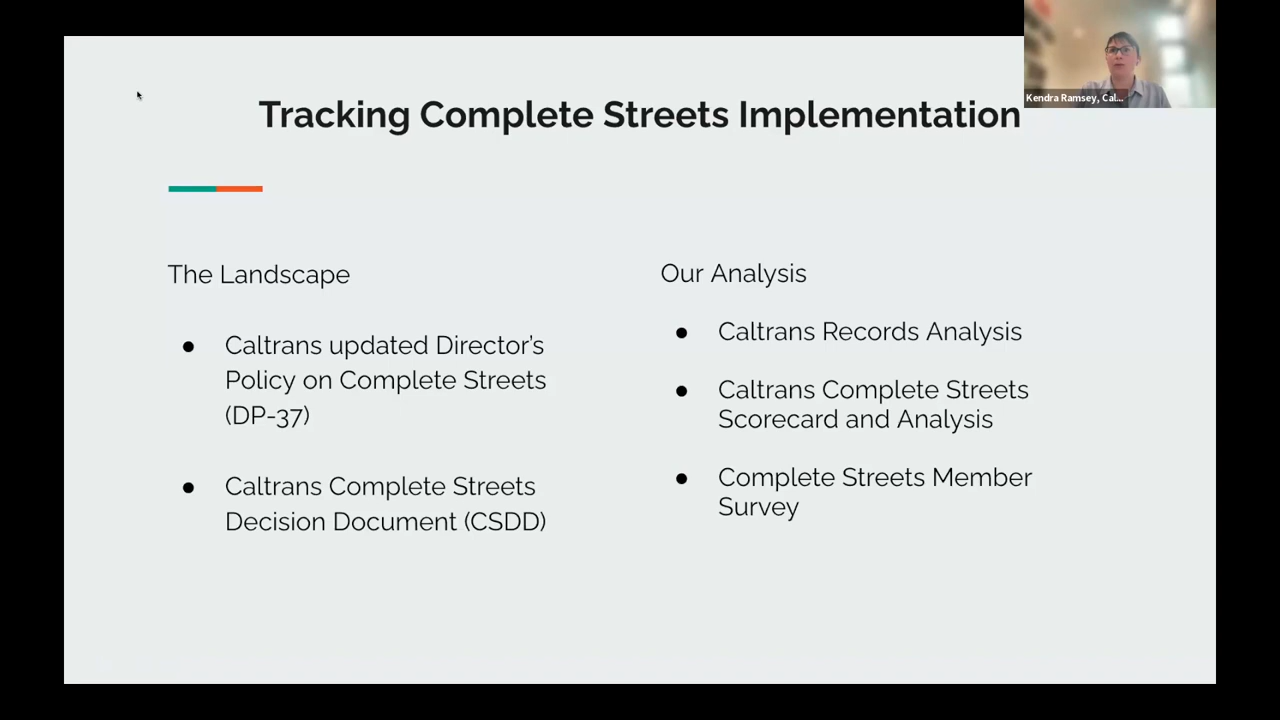 Kendra Ramsey, Cal...
Tracking Complete Streets Implementation
The Landscape
● Caltrans updated Director’s
Policy on Complete Streets
(DP-37)
● Caltrans Complete Streets
Decision Document (CSDD)
Our Analysis
● Caltrans Records Analysis
● Caltrans Complete Streets
Scorecard and Analysis
● Complete Streets Member
Survey